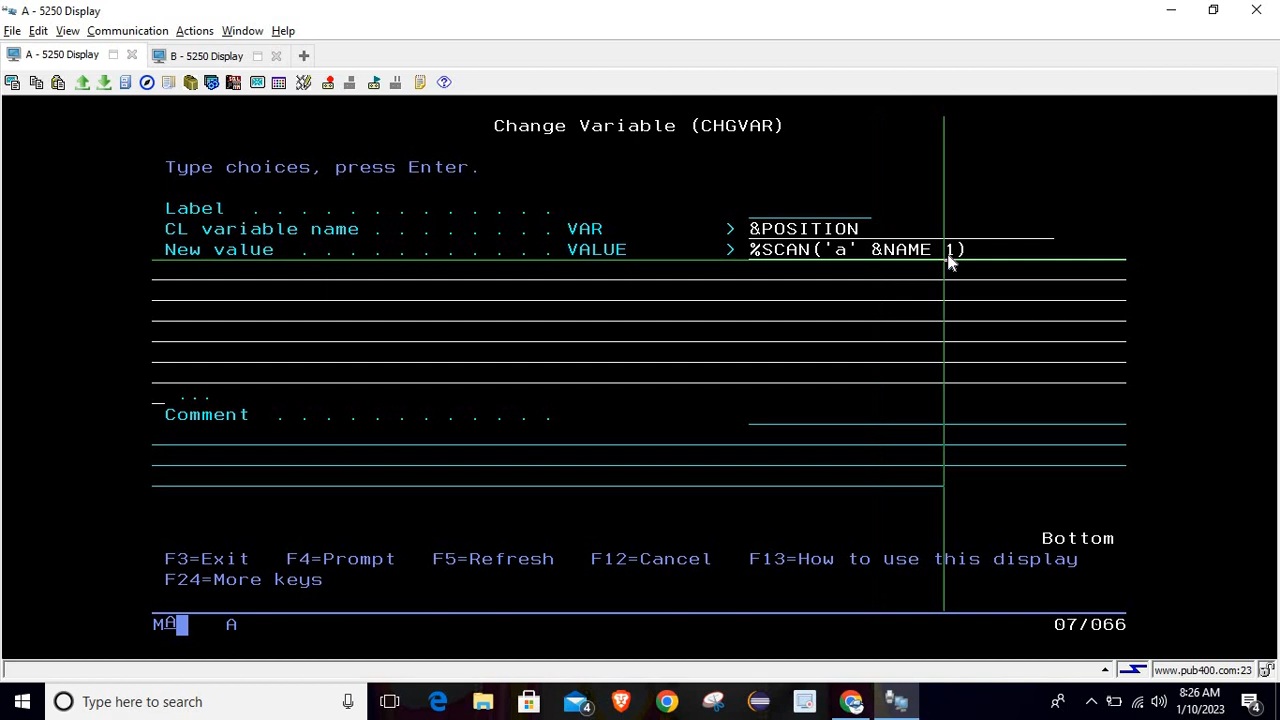 A - 5250 Display
File Edit View Communication Actions Window Help
A - 5250 Display B - 5250 Display
Change Variable (CHGVAR)
Type choices, press Enter.
Label . . . . . . . . . . . . .
CL variable name . . . . . . . . VAR > &POSITION
New value . . . . . . . . . . . VALUE > %SCAN('a' &NAME 1)
_ ...
Comment . . . . . . . . . . . .
Bottom
F3=Exit F4=Prompt F5=Refresh F12=Cancel F13=How to use this display
F24=More keys
MA A 07/066
www.pub400.com:23
Type here to search
4
8:26 AM
1/10/2023
4